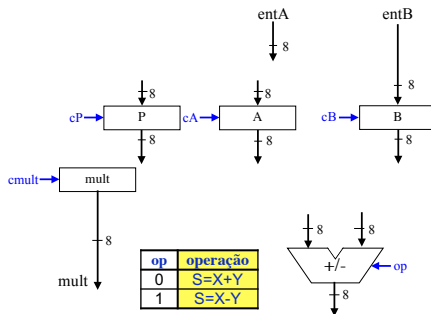 entA
entB
8
8
8
8
cP
P
cA
A
cB
B
8
8
8
cmult
mult
8
8
8
mult
op operação
0 S=X+Y
1 S=X-Y
+/-
op
8